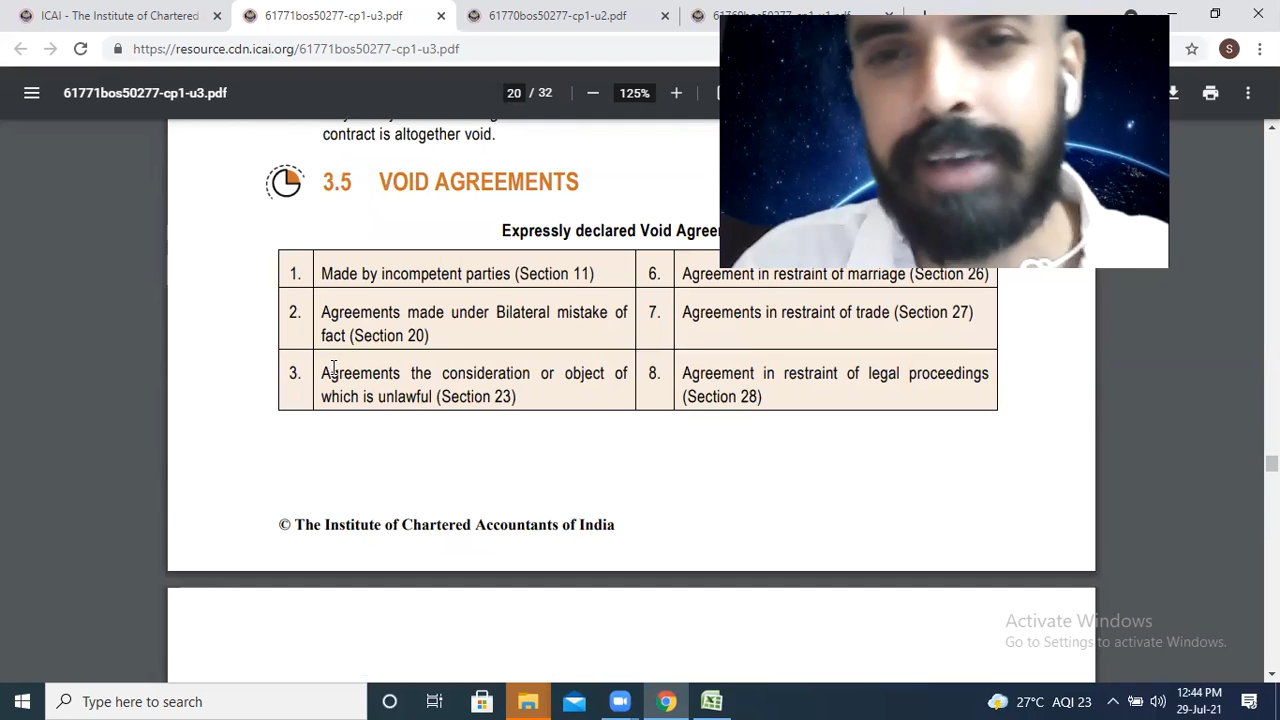 ICAI - The Institute of Chartered
61771bos50277-cp1-u3.pdf
61770bos50277-cp1-u2.pdf
https://resource.cdn.icai.org/61771bos50277-cp1-u3.pdf
S
61771bos50277-cp1-u3.pdf
20 / 32
125%
contract is altogether void.
3.5 VOID AGREEMENTS
Expressly declared Void
1. Made by incompetent parties (Section 11)
6. Agreement in restraint of marriage (Section 26)
2. Agreements made under Bilateral mistake of
fact (Section 20)
7. Agreements in restraint of trade (Section 27)
3. Agreements the consideration or object of
which is unlawful (Section 23)
8. Agreement in restraint of legal proceedings
(Section 28)
© The Institute of Chartered Accountants of India
Activate Windows
Go to Settings to activate Windows.
Type here to search
27°C AQI 23
12:44 PM
29-Jul-21